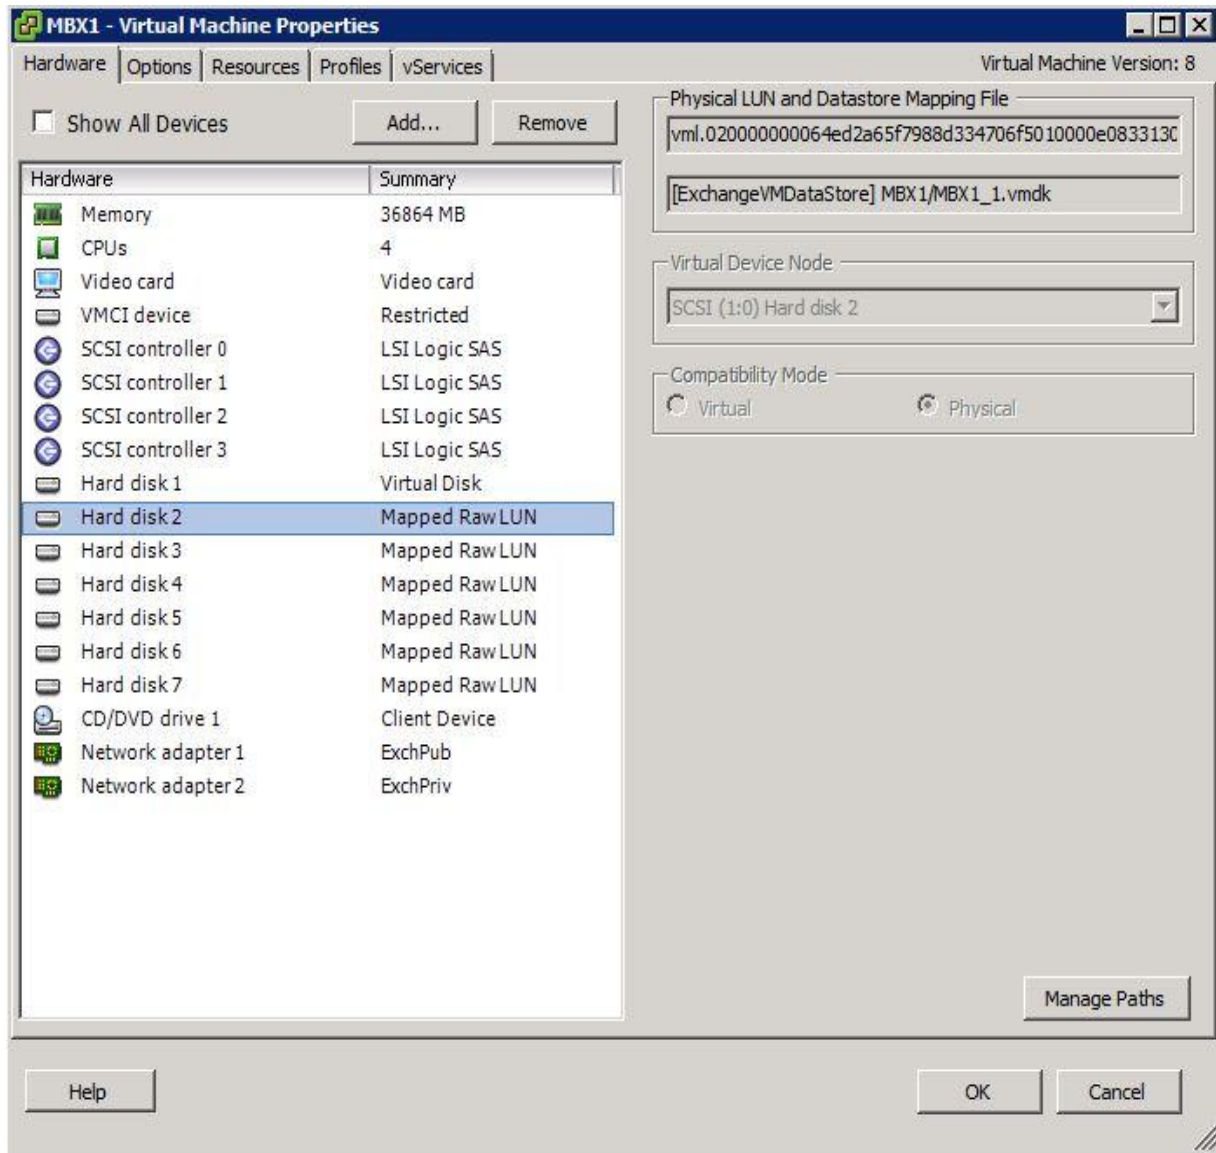 MBX1 - Virtual Machine Properties
Hardware Options Resources Profiles vServices Virtual Machine Version: 8
Show All Devices Add... Remove
Hardware Summary
Memory 36864 MB
CPUs 4
Video card Video card
VMCI device Restricted
SCSI controller 0 LSI Logic SAS
SCSI controller 1 LSI Logic SAS
SCSI controller 2 LSI Logic SAS
SCSI controller 3 LSI Logic SAS
Hard disk 1 Virtual Disk
Hard disk 2 Mapped Raw LUN
Hard disk 3 Mapped Raw LUN
Hard disk 4 Mapped Raw LUN
Hard disk 5 Mapped Raw LUN
Hard disk 6 Mapped Raw LUN
Hard disk 7 Mapped Raw LUN
CD/DVD drive 1 Client Device
Network adapter 1 ExchPub
Network adapter 2 ExchPriv
Physical LUN and Datastore Mapping File
vml.020000000064ed2a65f7988d334706f5010000e0833130
[ExchangeVMDataStore] MBX1/MBX1_1.vmdk
Virtual Device Node
SCSI (1:0) Hard disk 2
Compatibility Mode
Virtual Physical
Manage Paths
Help OK Cancel